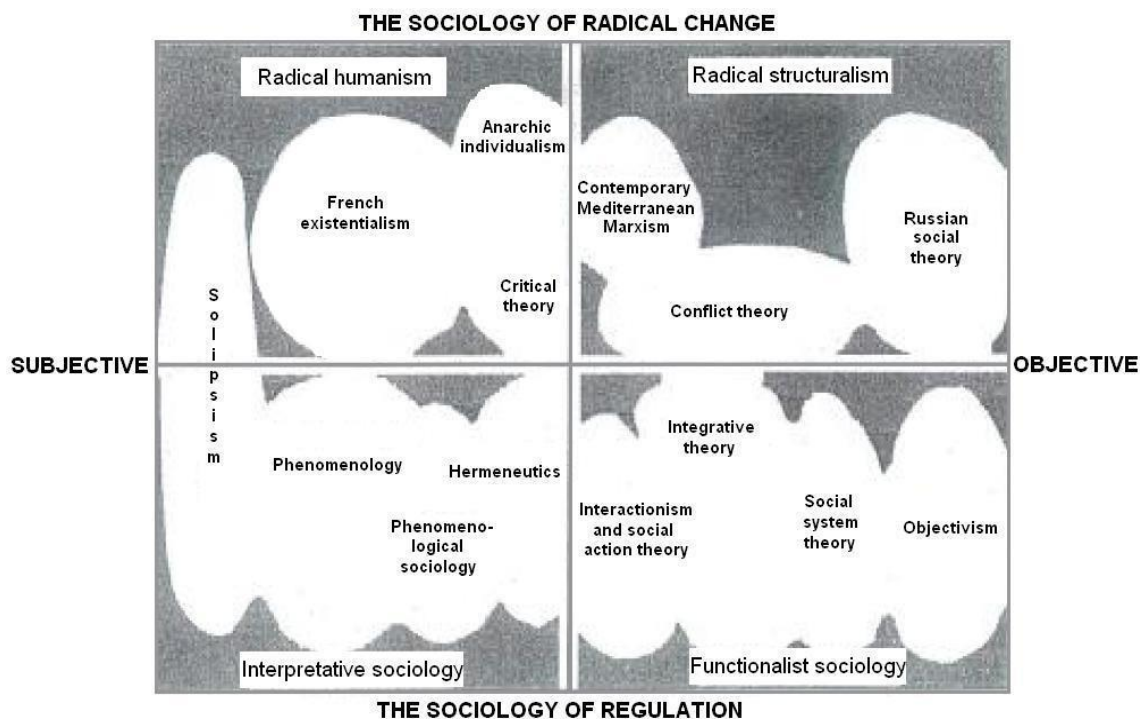 THE SOCIOLOGY OF RADICAL CHANGE
Radical humanism
Radical structuralism
Anarchic
individualism
French
existentialism
Contemporary
Mediterranean
Marxism
Russian
social
theory
Critical
theory
Conflict theory
Solipsism
SUBJECTIVE
OBJECTIVE
Phenomenology
Hermeneutics
Phenomeno-
logical
sociology
Integrative
theory
Interactionism
and social
action theory
Social
system
theory
Objectivism
Interpretative sociology
Functionalist sociology
THE SOCIOLOGY OF REGULATION